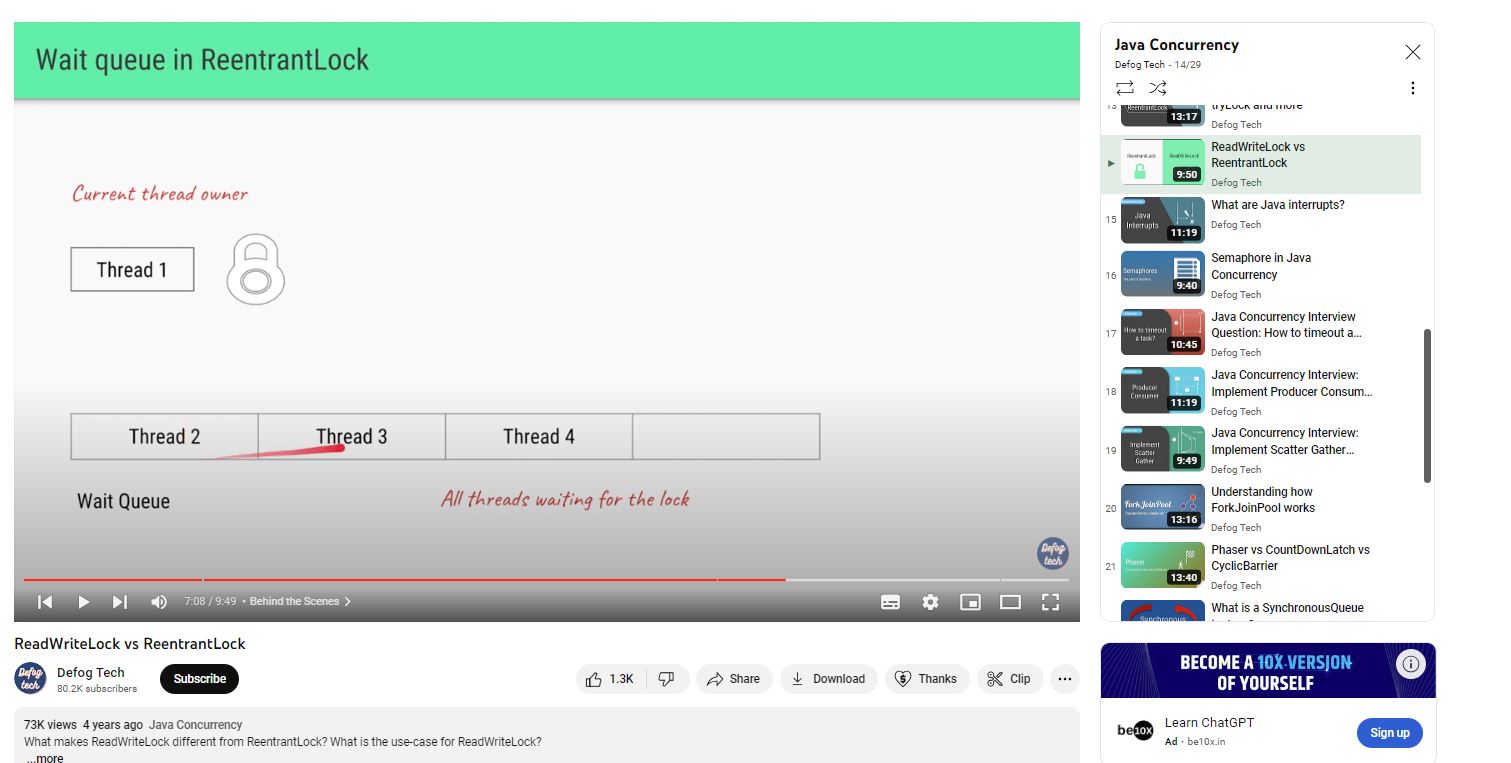 Wait queue in ReentrantLock
Current thread owner
Thread 1
Thread 2
Thread 3
Thread 4
Wait Queue
All threads waiting for the lock
Defog
tech
7:08 / 9:49 • Behind the Scenes
ReadWriteLock vs ReentrantLock
Defog
tech
Defog Tech
80.2K subscribers
Subscribe
1.3K
Share
Download
Thanks
Clip
73K views 4 years ago Java Concurrency
What makes ReadWriteLock different from ReentrantLock? What is the use-case for ReadWriteLock?
...more
Java Concurrency
Defog Tech - 14/29
13
ReentrantLock
13:17
tryLock and more
Defog Tech
ReentrantLock
ReadWriteLock
9:50
ReadWriteLock vs
ReentrantLock
Defog Tech
15
Java
Interrupts
11:19
What are Java interrupts?
Defog Tech
16
Semaphores
9:40
Semaphore in Java
Concurrency
Defog Tech
17
How to timeout
a task?
10:45
Java Concurrency Interview
Question: How to timeout a...
Defog Tech
18
Producer
Consumer
11:19
Java Concurrency Interview:
Implement Producer Consum...
Defog Tech
19
Implement
Scatter
Gather
9:49
Java Concurrency Interview:
Implement Scatter Gather...
Defog Tech
20
ForkJoinPool
13:16
Understanding how
ForkJoinPool works
Defog Tech
21
Phaser
13:40
Phaser vs CountDownLatch vs
CyclicBarrier
Defog Tech
Synchronous
What is a SynchronousQueue
BECOME A 10X VERSION
OF YOURSELF
be10X
Learn ChatGPT
Ad · be10x.in
Sign up